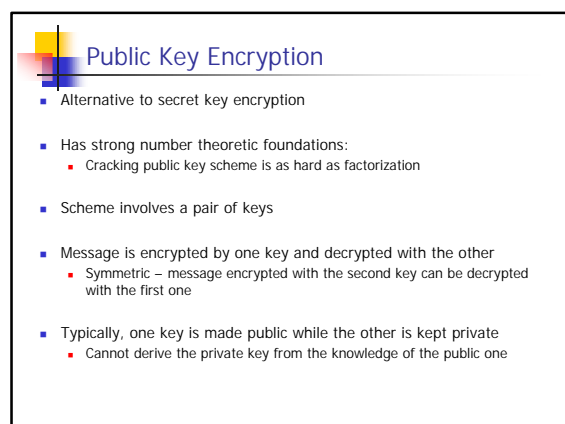 Public Key Encryption
Alternative to secret key encryption
Has strong number theoretic foundations:
Cracking public key scheme is as hard as factorization
Scheme involves a pair of keys
Message is encrypted by one key and decrypted with the other
Symmetric – message encrypted with the second key can be decrypted
with the first one
Typically, one key is made public while the other is kept private
Cannot derive the private key from the knowledge of the public one